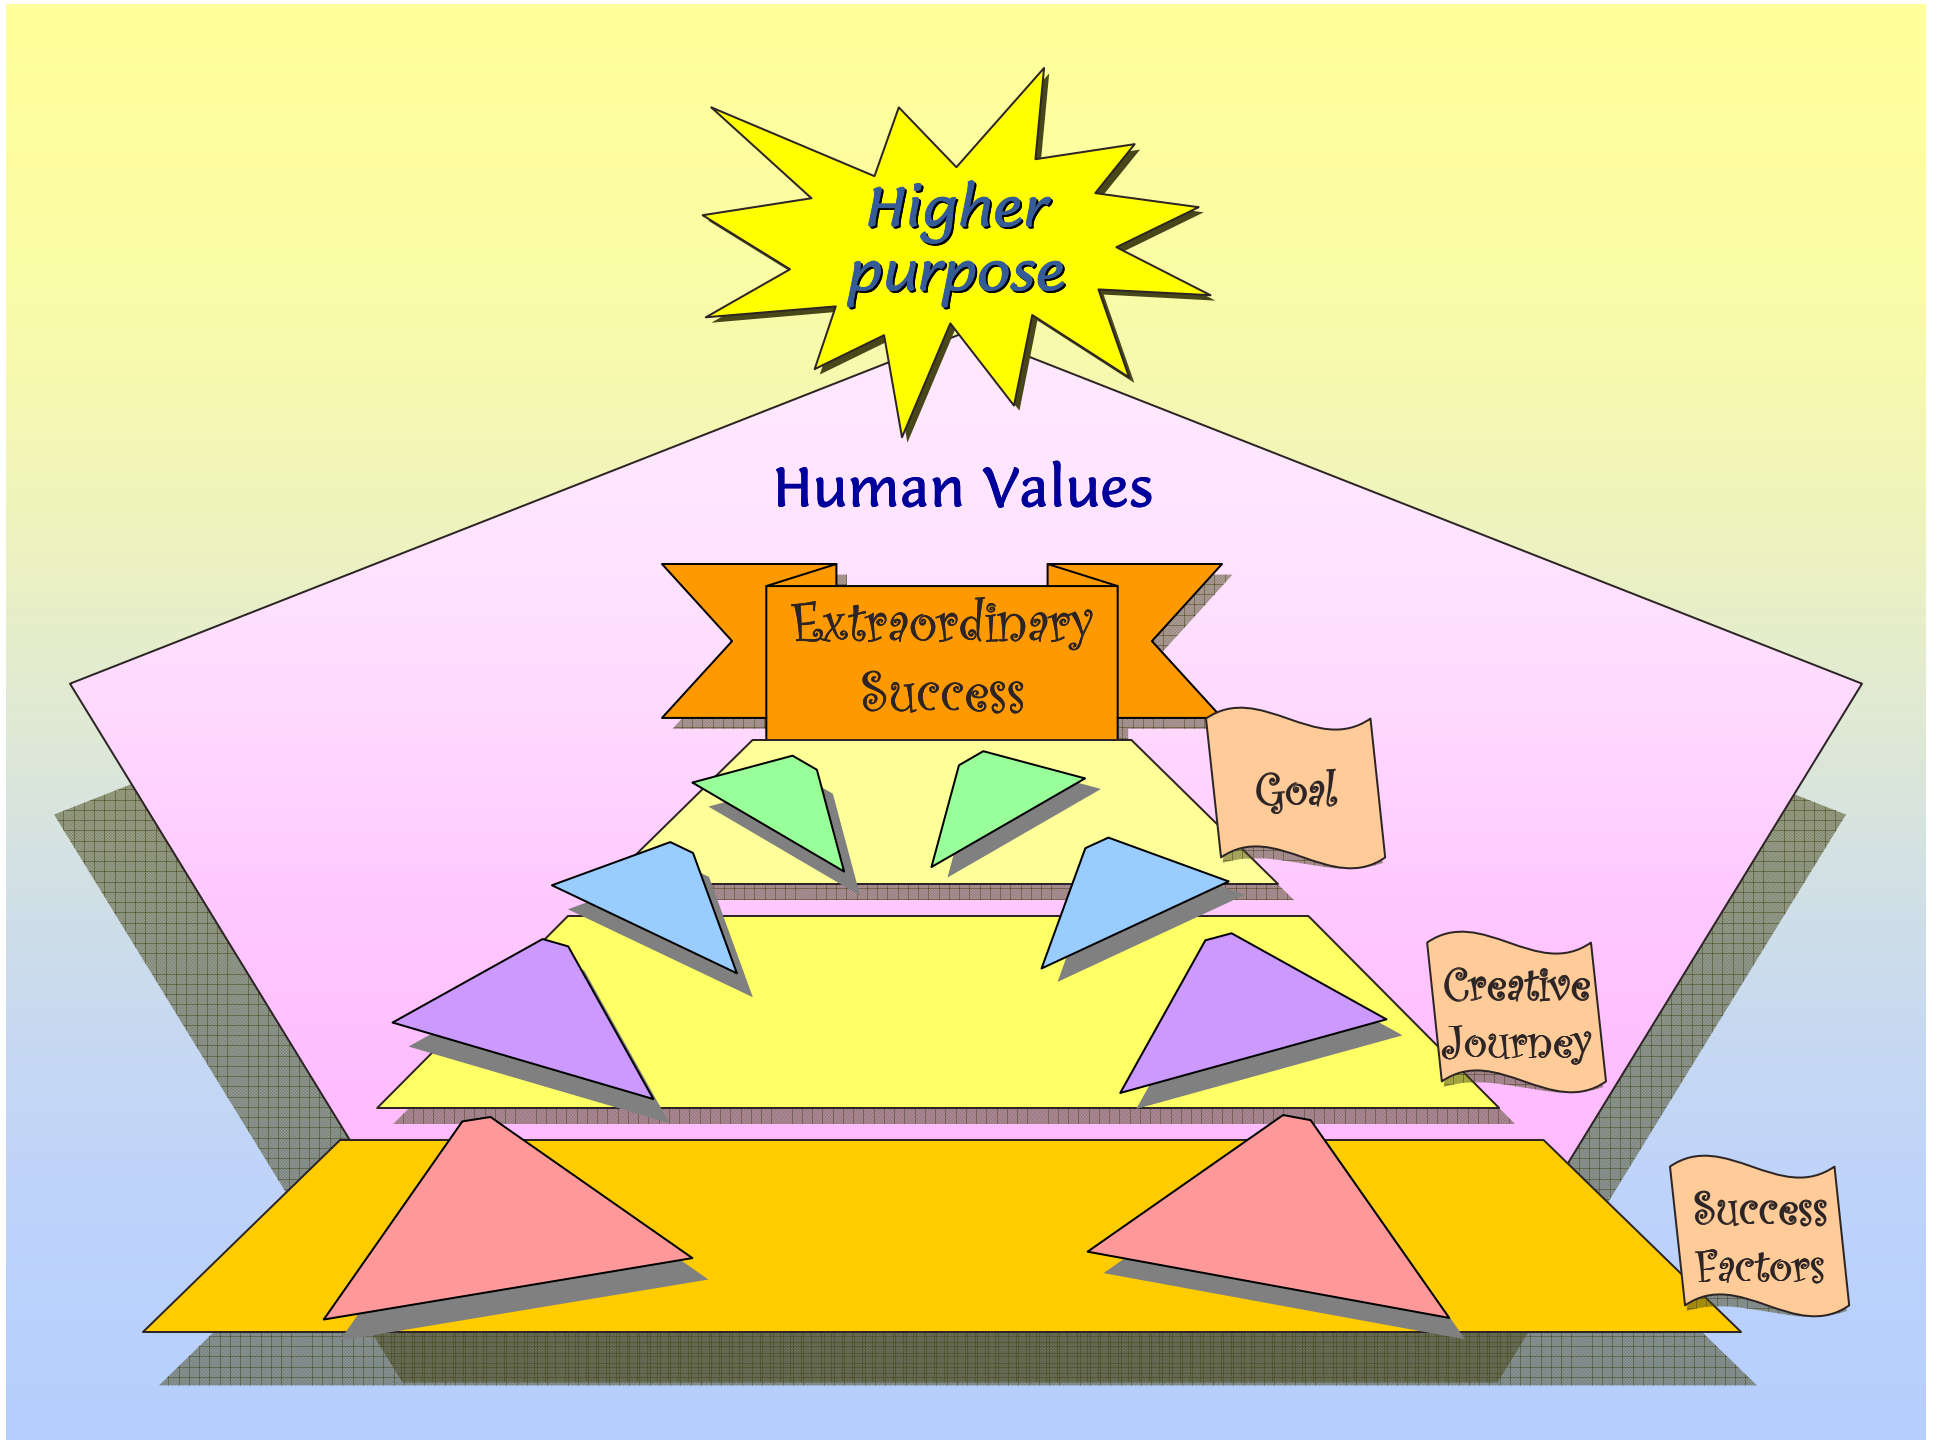 Higher
purpose
Human Values
Extraordinary
Success
Goal
Creative
Journey
Success
Factors